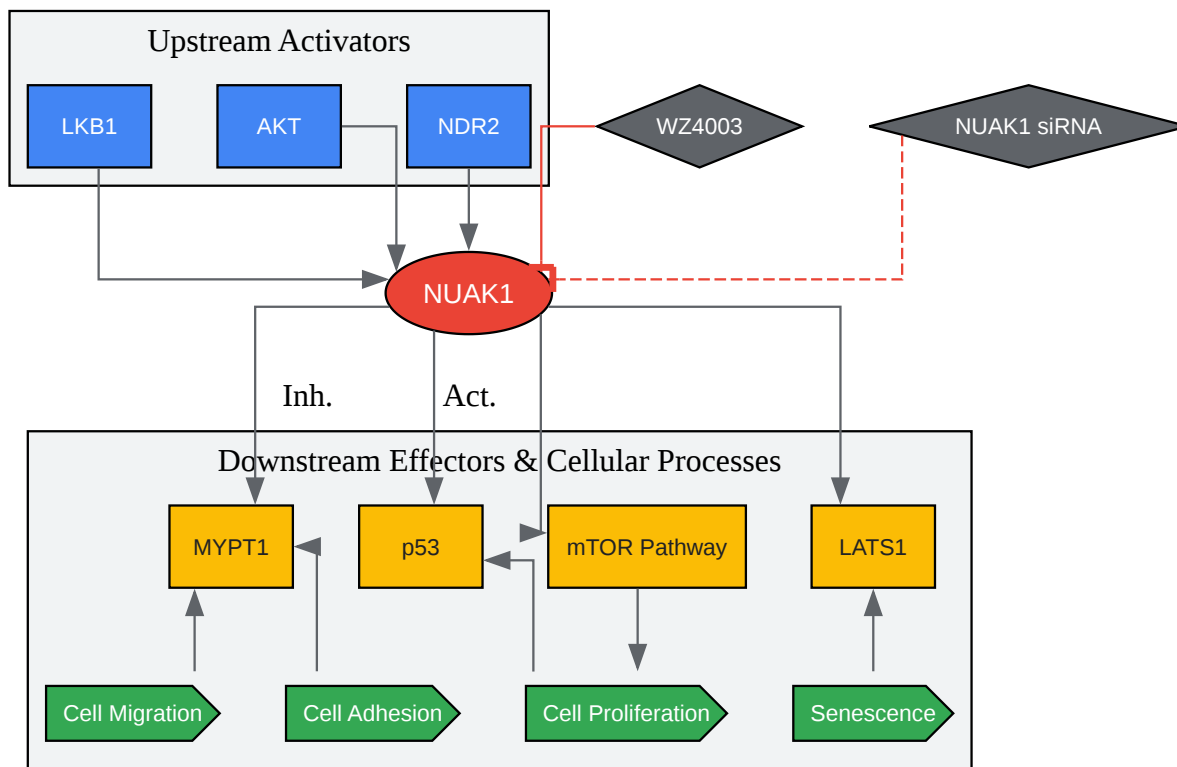 Upstream Activators
LKB1
AKT
NDR2
WZ4003
NUAK1 siRNA
NUAK1
Inh.
Act.
Downstream Effectors & Cellular Processes
MYPT1
p53
mTOR Pathway
LATS1
Cell Migration
Cell Adhesion
Cell Proliferation
Senescence